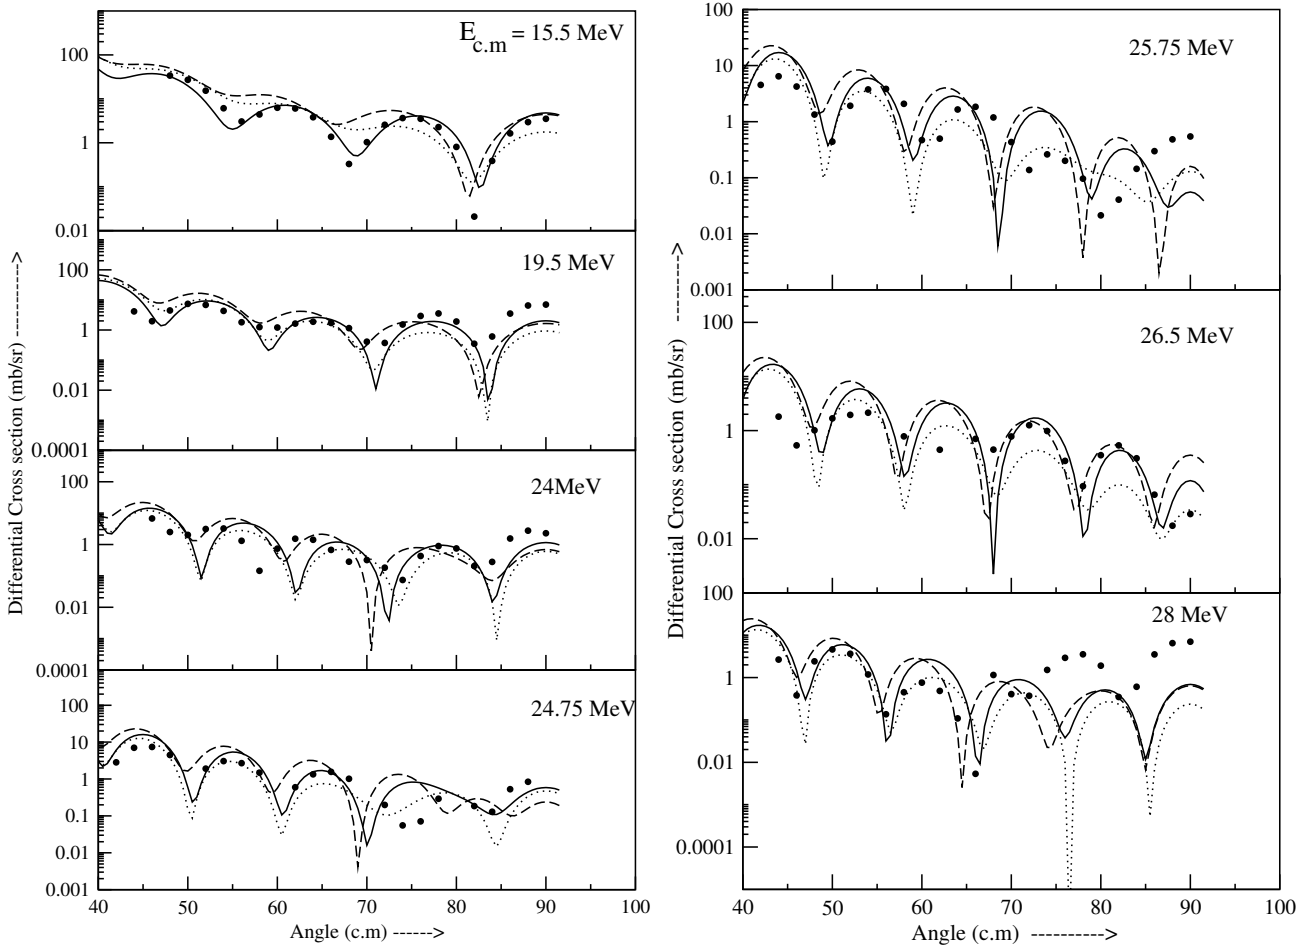 E c.m = 15.5 MeV
100
1
0.01
19.5 MeV
100
1
0.01
0.0001
24MeV
100
1
0.01
0.0001
24.75 MeV
100
10
1
0.1
0.01
0.001
40 50 60 70 80 90 100
Angle (c.m) ------>
Differential Cross section (mb/sr) --------->
25.75 MeV
100
10
1
0.1
0.01
0.001
26.5 MeV
100
1
0.01
28 MeV
100
1
0.01
0.0001
40 50 60 70 80 90 100
Angle (c.m) ---------->
Differential Cross section (mb/sr) --------->